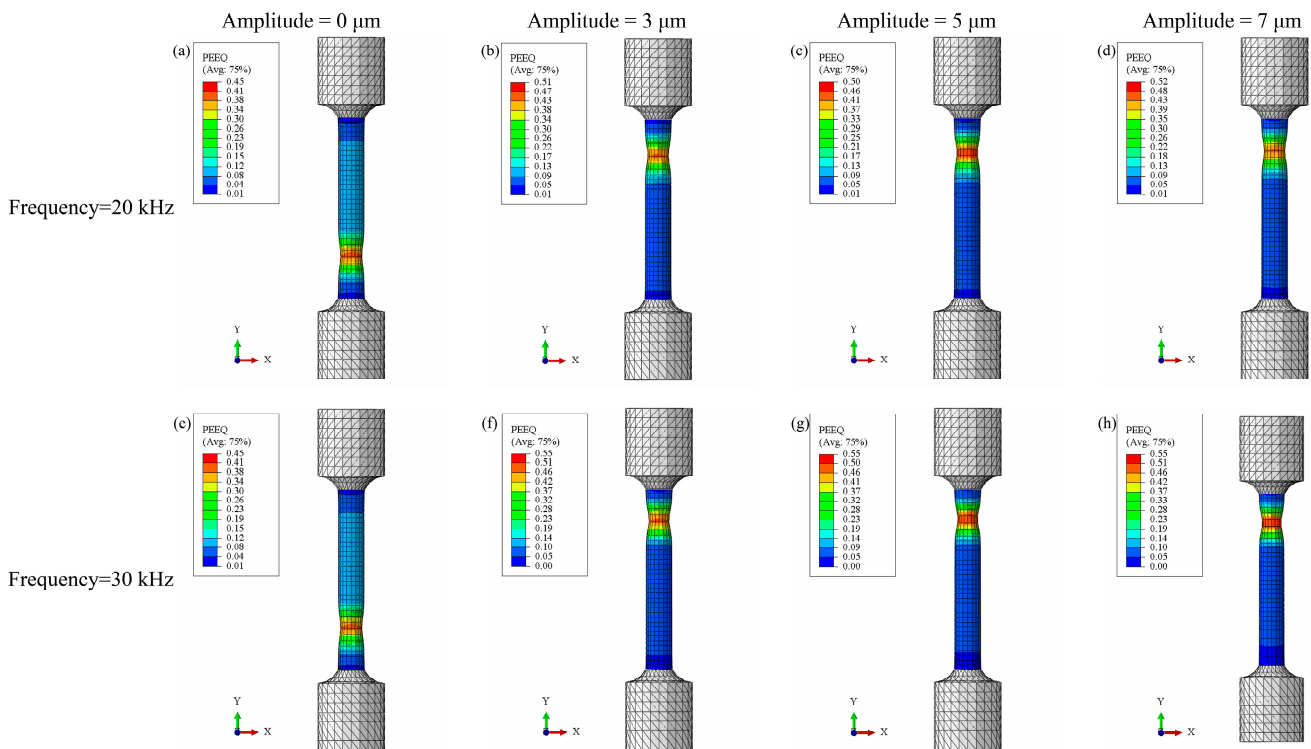 Amplitude = 0 μm
Amplitude = 3 μm
Amplitude = 5 μm
Amplitude = 7 μm
Frequency=20 kHz
(a)
PEEQ
(Avg: 75%)
0.45
0.41
0.38
0.34
0.30
0.26
0.23
0.19
0.15
0.12
0.08
0.04
0.01
Y
X
(b)
PEEQ
(Avg: 75%)
0.51
0.47
0.43
0.38
0.34
0.30
0.26
0.22
0.17
0.13
0.09
0.05
0.01
Y
X
(c)
PEEQ
(Avg: 75%)
0.50
0.46
0.41
0.37
0.33
0.29
0.25
0.21
0.17
0.13
0.09
0.05
0.01
Y
X
(d)
PEEQ
(Avg: 75%)
0.52
0.48
0.43
0.39
0.35
0.30
0.26
0.22
0.18
0.13
0.09
0.05
0.01
Y
X
Frequency=30 kHz
(e)
PEEQ
(Avg: 75%)
0.45
0.41
0.38
0.34
0.30
0.26
0.23
0.19
0.15
0.12
0.08
0.04
0.01
Y
X
(f)
PEEQ
(Avg: 75%)
0.55
0.51
0.46
0.42
0.37
0.32
0.28
0.23
0.19
0.14
0.10
0.05
0.00
Y
X
(g)
PEEQ
(Avg: 75%)
0.55
0.50
0.46
0.41
0.37
0.32
0.28
0.23
0.19
0.14
0.09
0.05
0.00
Y
X
(h)
PEEQ
(Avg: 75%)
0.55
0.51
0.46
0.41
0.37
0.33
0.28
0.23
0.19
0.14
0.10
0.05
0.00
Y
X